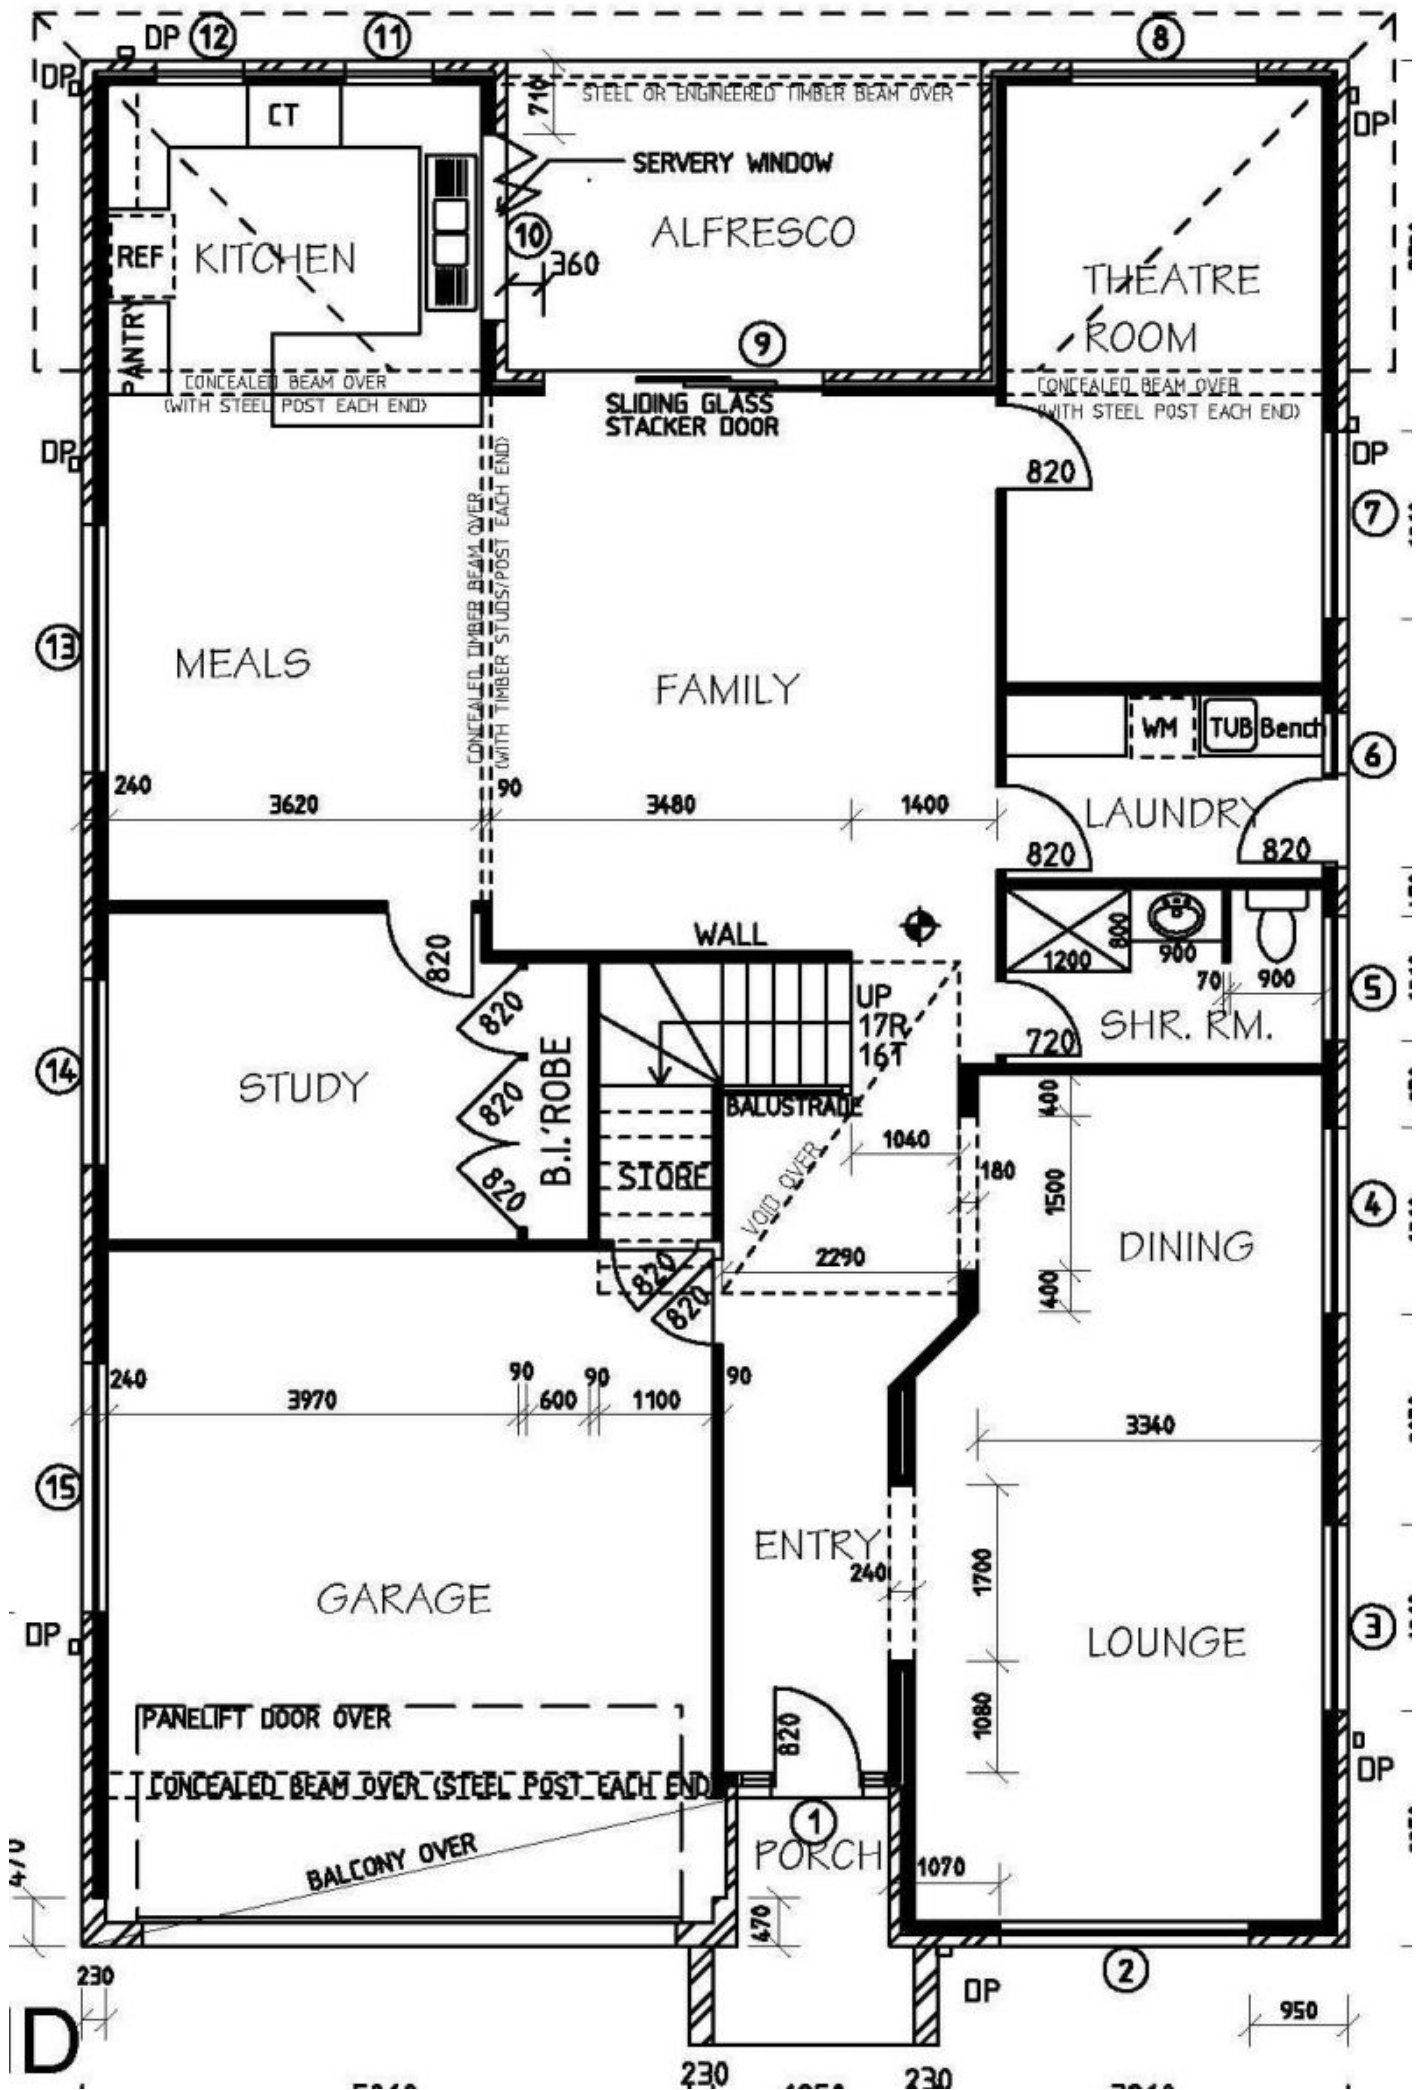 DP
12
11
8
DP
CT
710
STEEL OR ENGINEERED TIMBER BEAM OVER
DP
SERVERY WINDOW
ALFRESCO
10
360
REF
KITCHEN
THEATRE
ROOM
PANTRY
9
CONCEALED BEAM OVER
(WITH STEEL POST EACH END)
SLIDING GLASS
STACKER DOOR
CONCEALED BEAM OVER
(WITH STEEL POST EACH END)
DP
DP
820
7
CONCEALED TIMBER BEAM OVER
(WITH TIMBER STUDS/POST EACH END)
13
MEALS
FAMILY
WM
TUB
Bench
6
240
3620
90
3480
1400
LAUNDRY
820
820
WALL
820
800
1200
900
70
900
5
UP
17R
16T
SHR. RM.
720
820
14
STUDY
820
820
B.I.'ROBE
BALUSTRADE
400
1040
STORE
VOID OVER
180
1500
4
DINING
2290
400
820
820
240
3970
90
600
90
1100
90
3340
15
ENTRY
240
1700
GARAGE
LOUNGE
3
DP
PANELIFT DOOR OVER
820
1080
CONCEALED BEAM OVER (STEEL POST EACH END)
DP
1
BALCONY OVER
PORCH
1070
470
470
2
DP
230
950
D
230
230